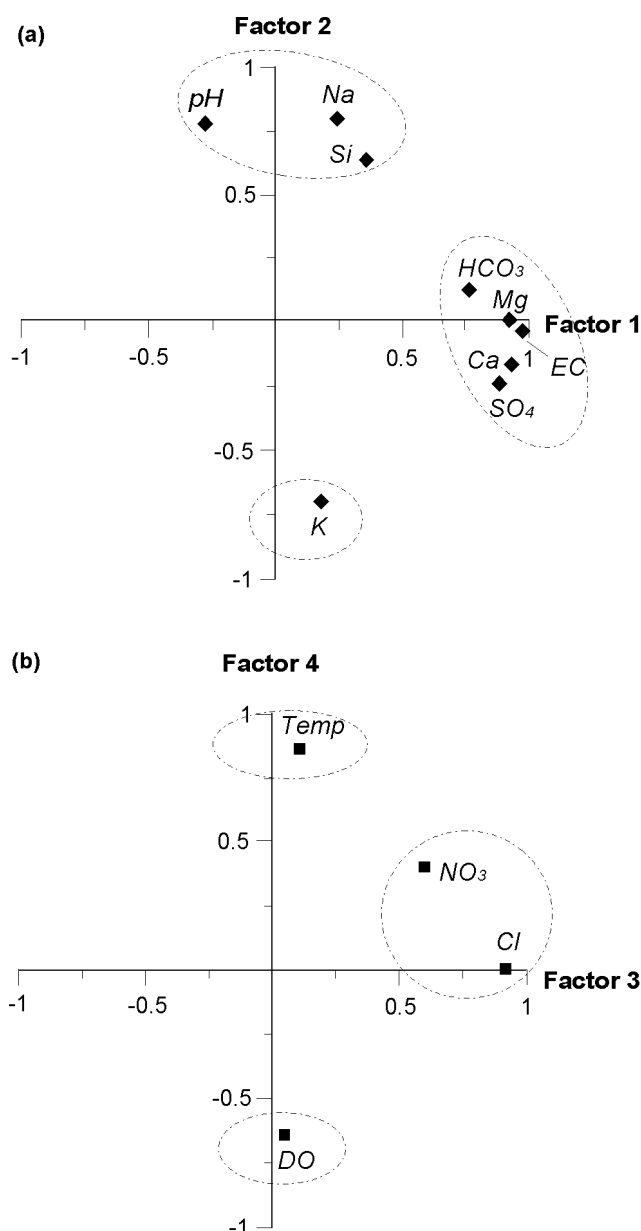 (a)
Factor 2
1
pH
Na
Si
0.5
HCO₃
Mg
Factor 1
-1
-0.5
0.5
1
Ca
EC
SO₄
-0.5
K
-1
(b)
Factor 4
1
Temp
0.5
NO₃
Cl
Factor 3
-1
-0.5
0.5
1
-0.5
DO
-1